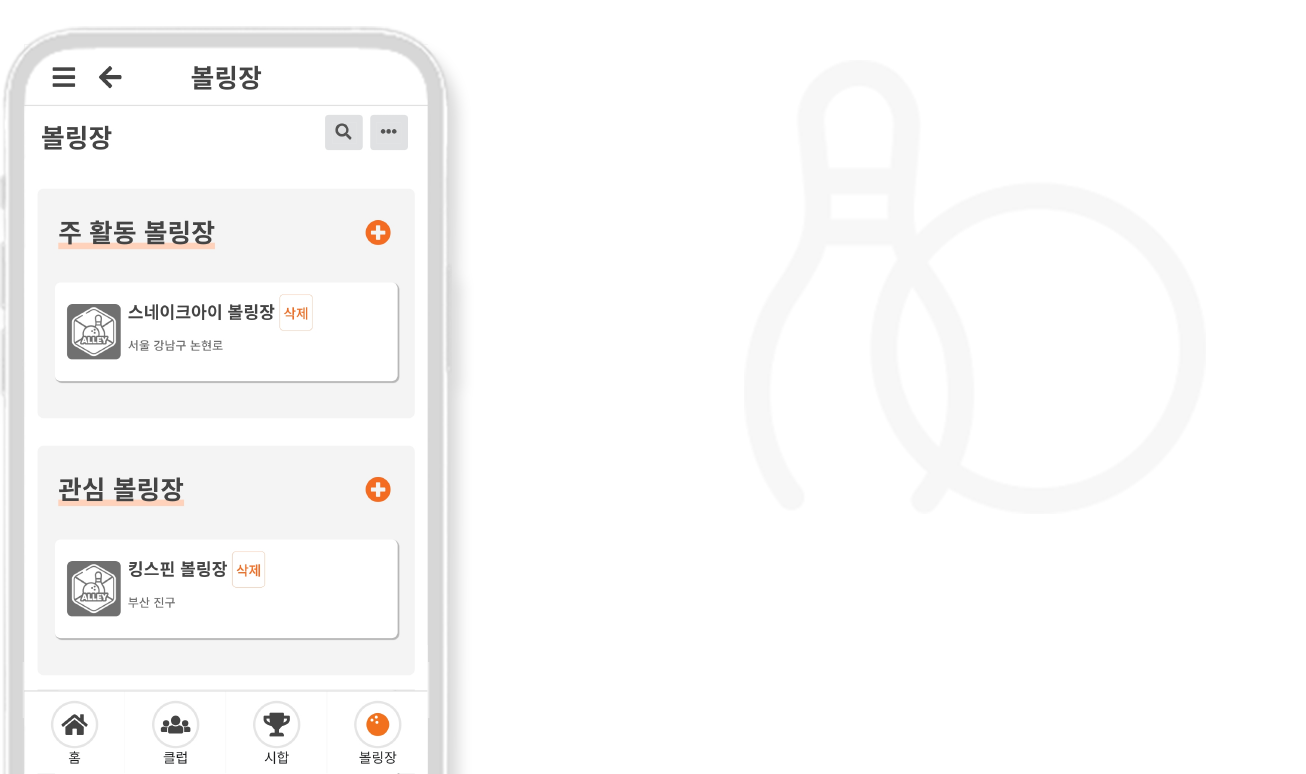 볼링장
볼링장
주 활동 볼링장
스네이크아이 볼링장 삭제
ALLEY
서울 강남구 논현로
관심 볼링장
킹스핀 볼링장 삭제
ALLEY
부산 진구
홈 클럽 시합 볼링장